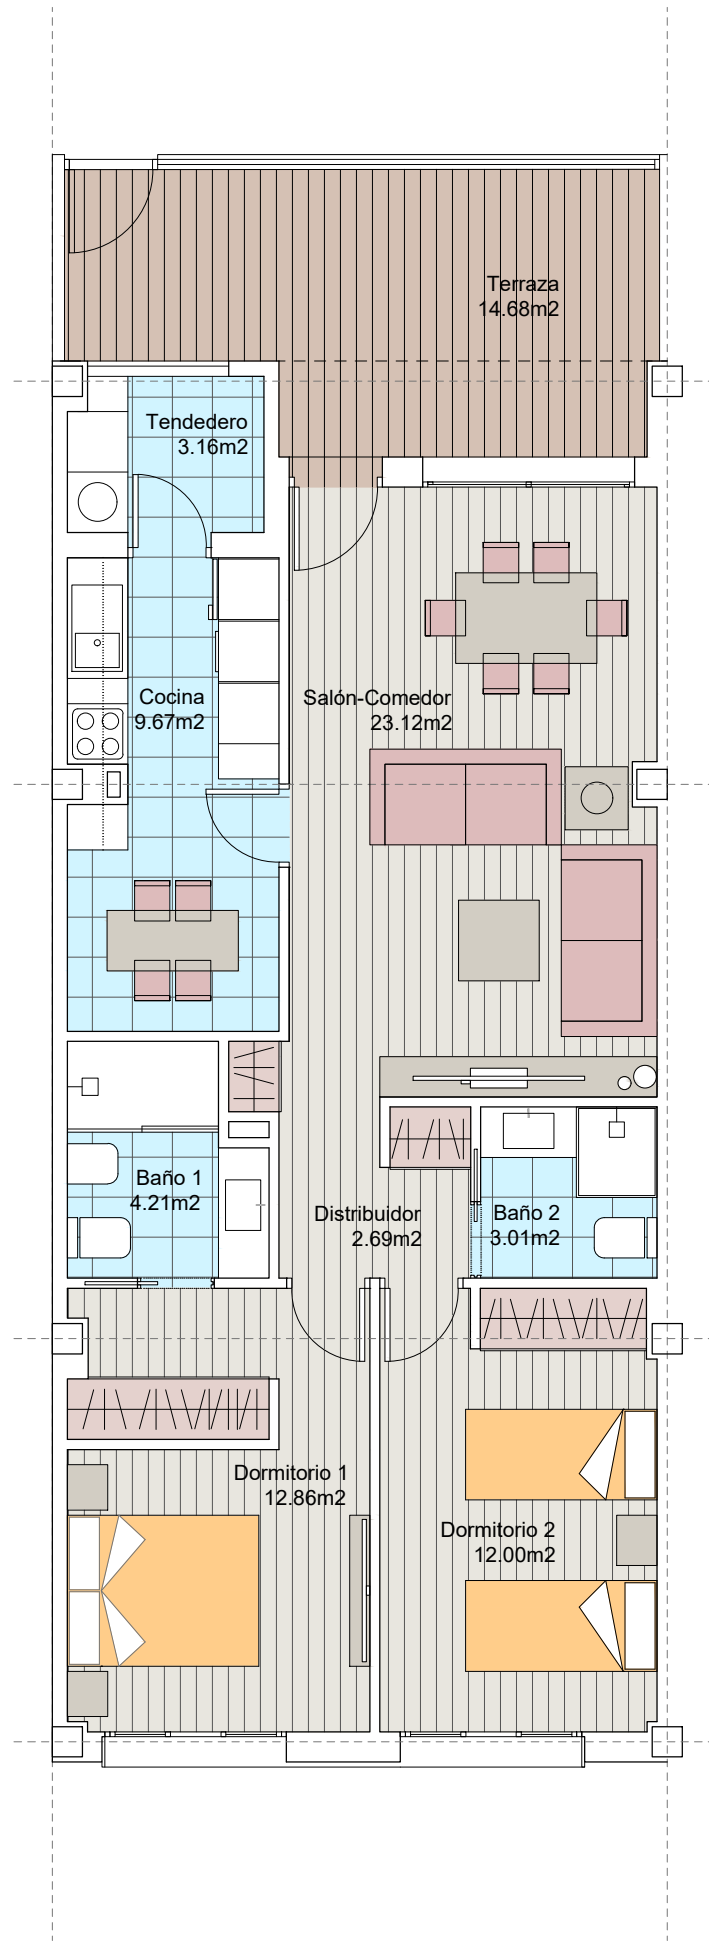 Terraza
14.68m2
Tendedero
3.16m2
Cocina
9.67m2
Salón-Comedor
23.12m2
Baño 1
4.21m2
Distribuidor
2.69m2
Baño 2
3.01m2
Dormitorio 1
12.86m2
Dormitorio 2
12.00m2